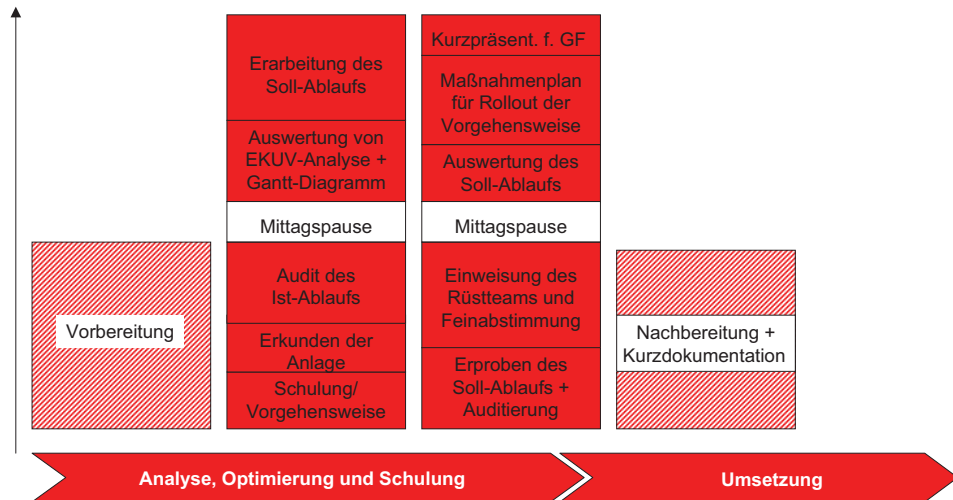 Vorbereitung
Erarbeitung des
Soll-Ablaufs
Auswertung von
EKUV-Analyse +
Gantt-Diagramm
Mittagspause
Audit des
Ist-Ablaufs
Erkunden der
Anlage
Schulung/
Vorgehensweise
Kurzpräsent. f. GF
Maßnahmenplan
für Rollout der
Vorgehensweise
Auswertung des
Soll-Ablaufs
Mittagspause
Einweisung des
Rüstteams und
Feinabstimmung
Erproben des
Soll-Ablaufs +
Auditierung
Nachbereitung +
Kurzdokumentation
Analyse, Optimierung und Schulung
Umsetzung